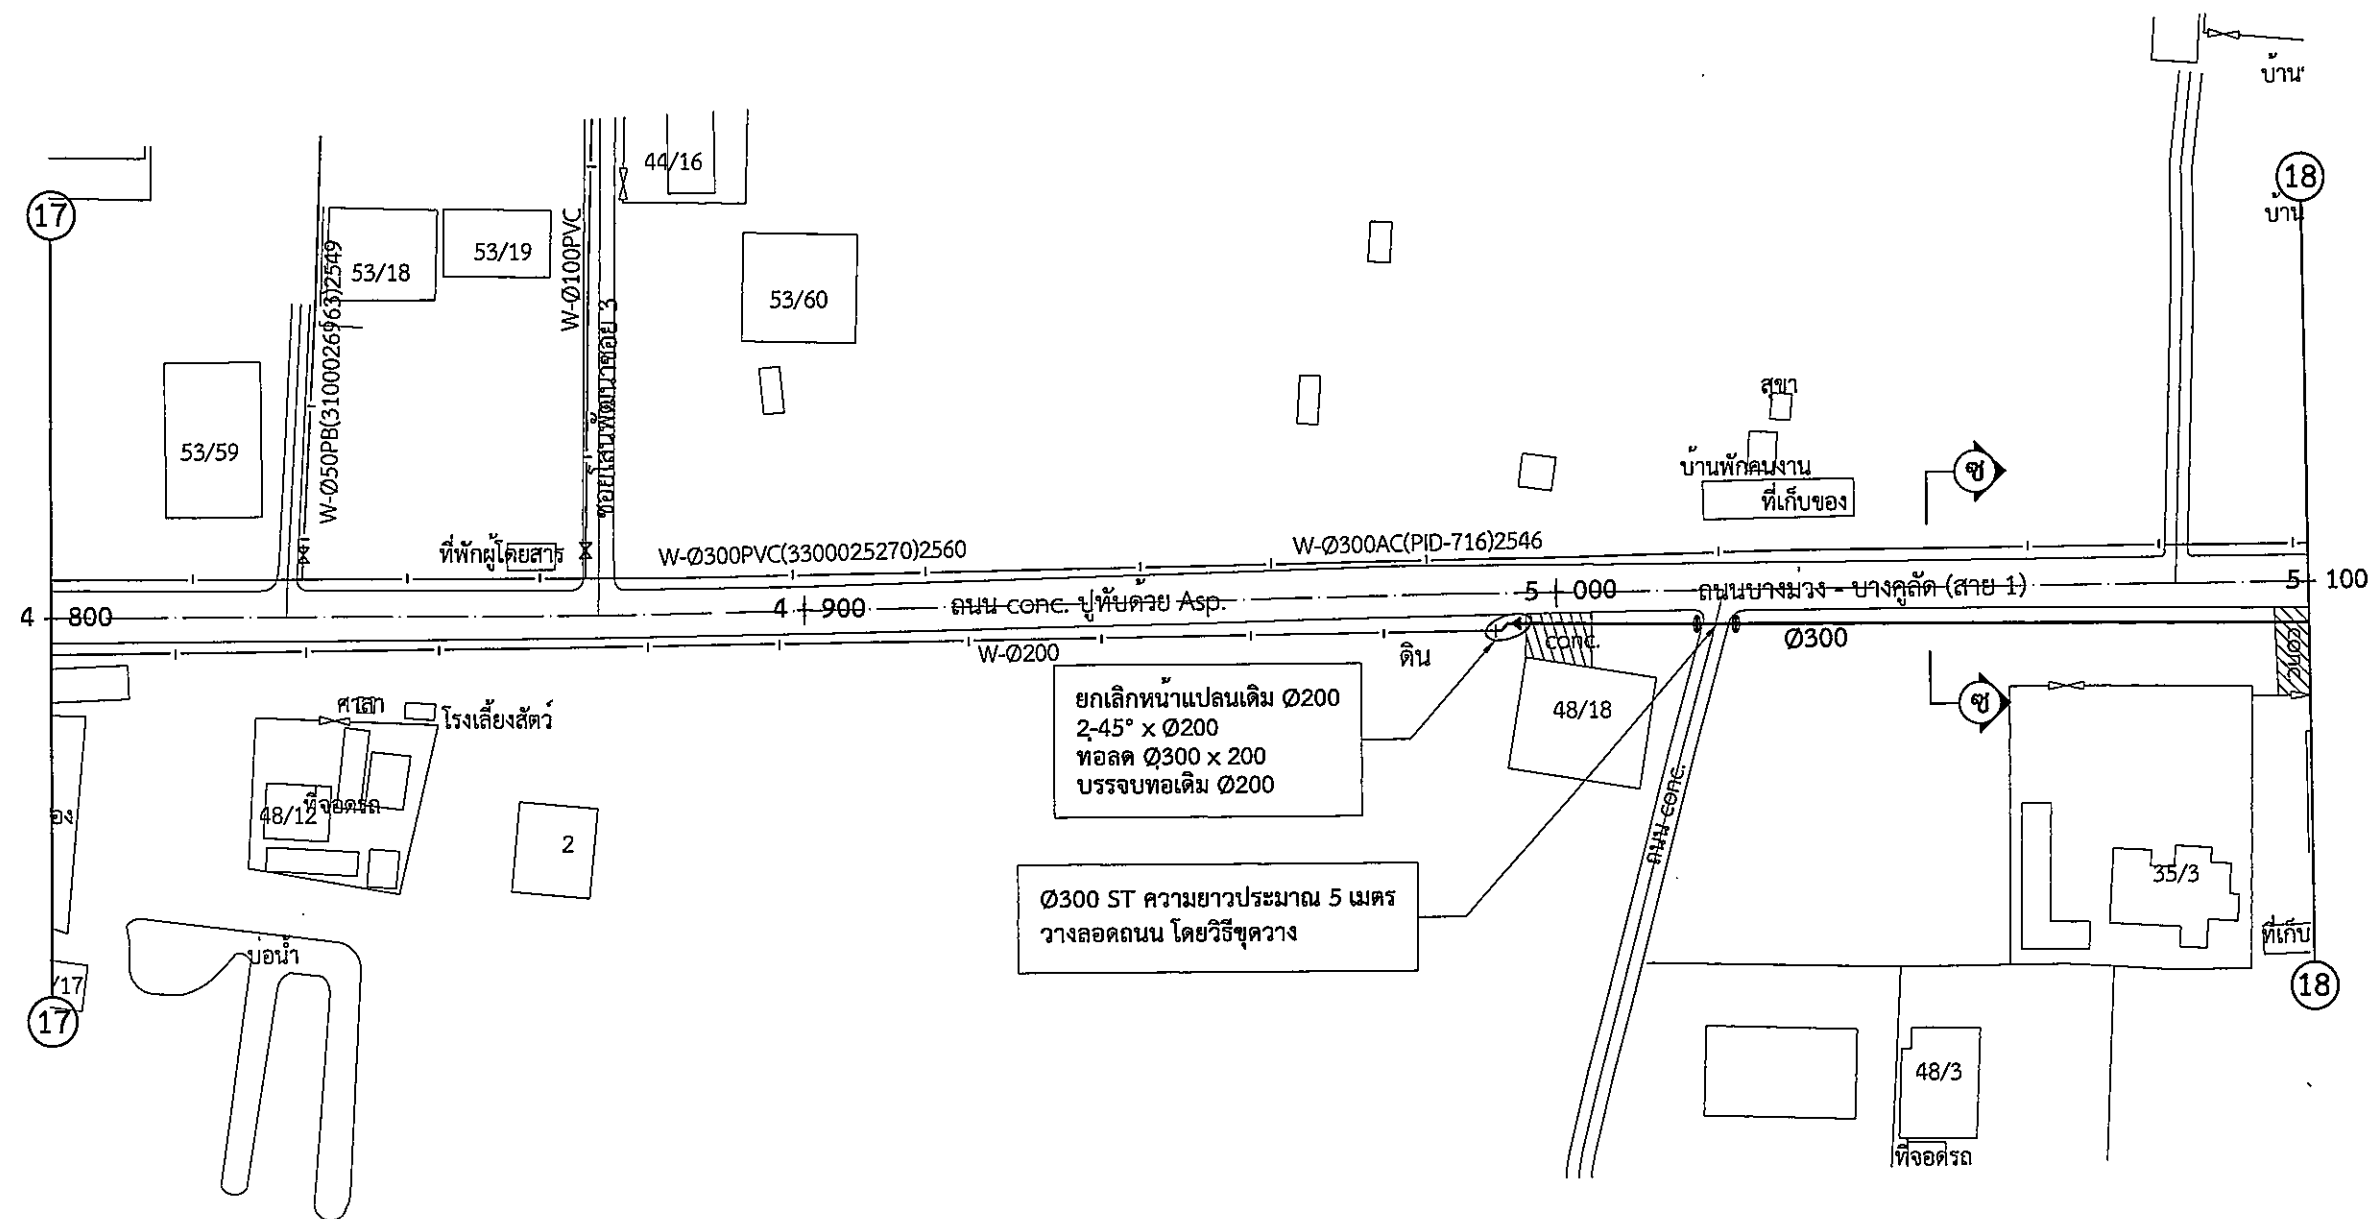 บ้าน
18
17
44/16
บ้าน
53/18
53/19
53/60
W-Ø50PB(3100026963)2549
W-Ø100PVC
53/59
สุขา
บ้านพักคนงาน
ที่เก็บของ
ซ
ที่พักผู้โดยสาร
W-Ø300PVC(3300025270)2560
W-Ø300AC(PID-716)2546
4 800
4 900
ถนน conc. ปูทับด้วย Asp.
5 000
ถนนบางม่วง - บางคูลัด (สาย 1)
5 100
W-Ø200
ดิน
conc.
Ø300
conc
ยกเลิกหน้าแปลนเดิม Ø200
2-45° x Ø200
ท่อลด Ø300 x 200
บรรจบท่อเดิม Ø200
48/18
ซ
ศาลา
โรงเลี้ยงสัตว์
48/12
ที่จอดรถ
2
ถนน conc.
Ø300 ST ความยาวประมาณ 5 เมตร
วางลอดถนน โดยวิธีขุดวาง
35/3
ที่เก็บ
บ่อน้ำ
/17
17
18
48/3
ที่จอดรถ